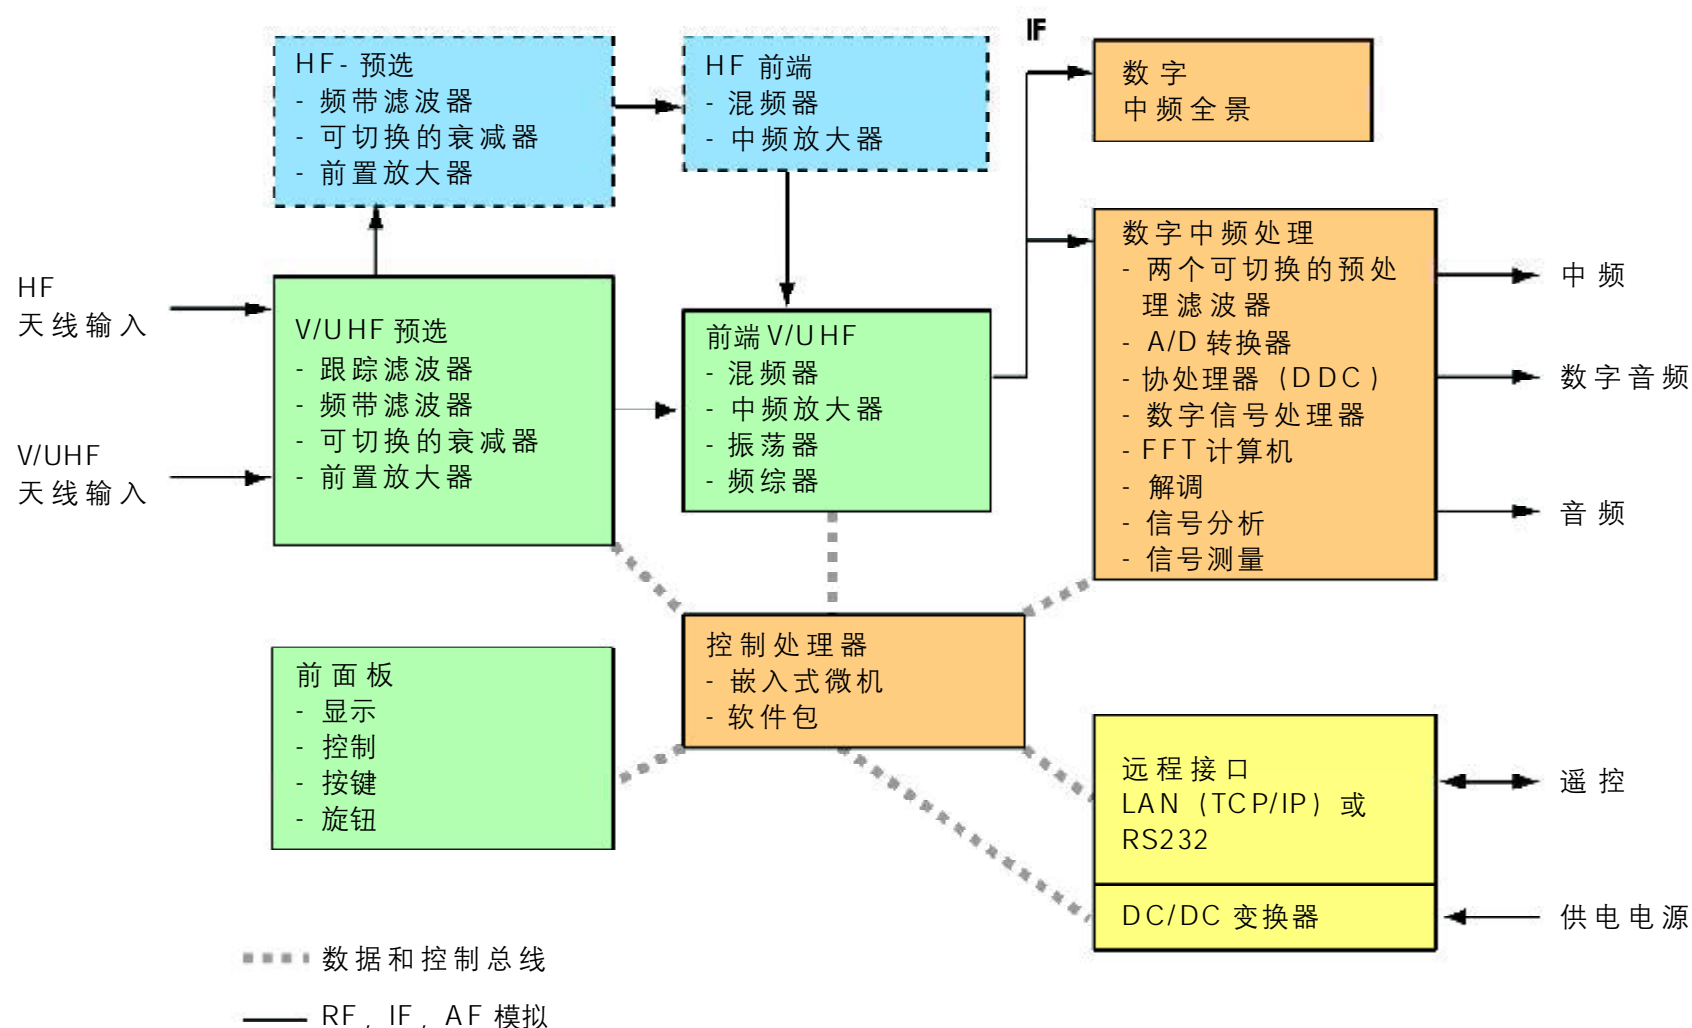 IF
HF- 预选
- 频带滤波器
- 可切换的衰减器
- 前置放大器
HF 前端
- 混频器
- 中频放大器
数字
中频全景
HF
天线输入
V/UHF
天线输入
V/UHF 预选
- 跟踪滤波器
- 频带滤波器
- 可切换的衰减器
- 前置放大器
前端 V/UHF
- 混频器
- 中频放大器
- 振荡器
- 频综器
数字中频处理
- 两个可切换的预处
理滤波器
- A/D 转换器
- 协处理器（DDC）
- 数字信号处理器
- FFT 计算机
- 解调
- 信号分析
- 信号测量
中频
数字音频
音频
控制处理器
- 嵌入式微机
- 软件包
前面板
- 显示
- 控制
- 按键
- 旋钮
远程接口
LAN（TCP/IP）或
RS232
遥控
DC/DC 变换器
供电电源
数据和控制总线
RF, IF, AF 模拟